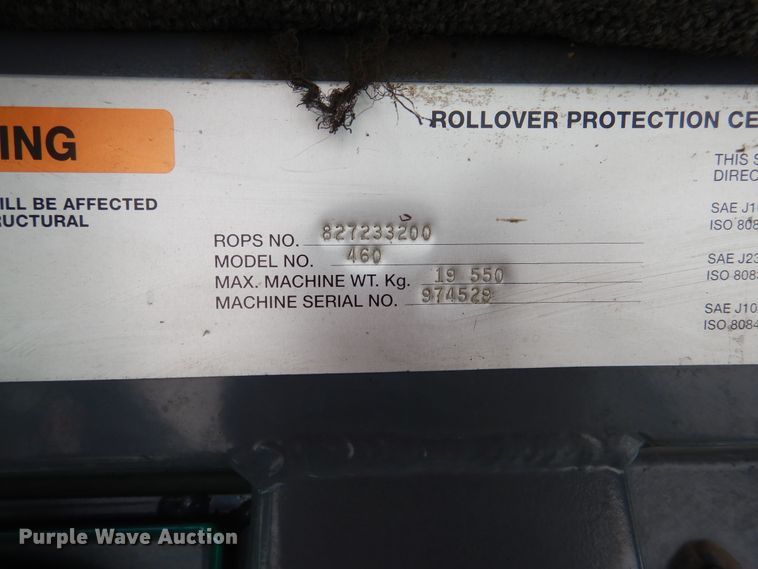 ING
ILL BE AFFECTED
RUCTURAL
ROLLOVER PROTECTION CE
ROPS NO. 827233200
MODEL NO. 460
MAX. MACHINE WT. Kg. 19 550
MACHINE SERIAL NO. 974529
THIS S
DIREC
SAE J1
ISO 808
SAE J23
ISO 808
SAE J10
ISO 8084
Purple Wave Auction